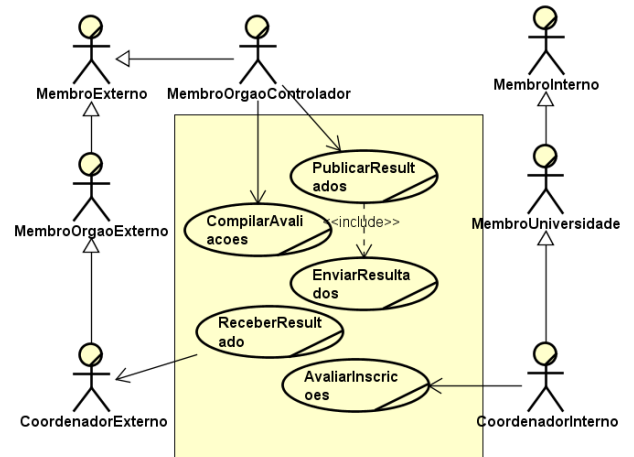 MembroExterno
MembroOrgaoControlador
MembroInterno
PublicarResult
ados
CompilarAvali
acoes
<<include>>
MembroOrgaoExterno
MembroUniversidade
EnviarResulta
dos
ReceberResult
ado
AvaliarInscric
oes
CoordenadorExterno
CoordenadorInterno